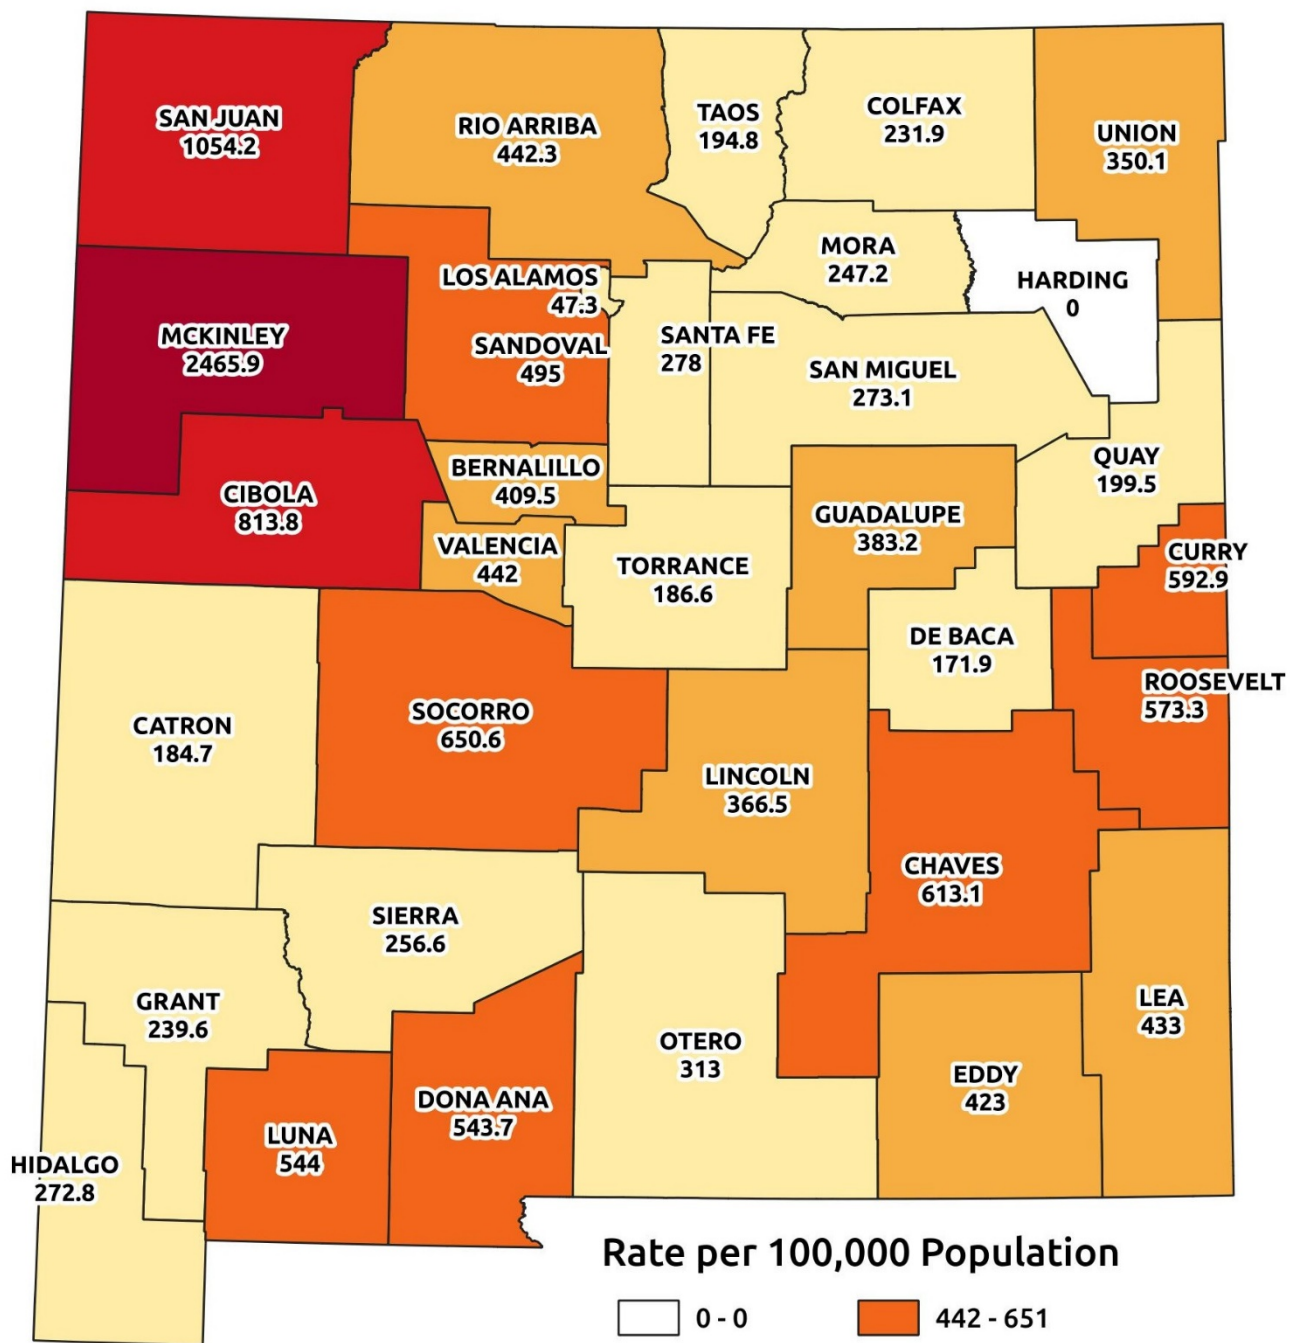 SAN JUAN
1054.2
RIO ARRIBA
442.3
TAOS
194.8
COLFAX
231.9
UNION
350.1
MORA
247.2
HARDING
0
LOS ALAMOS
47.3
SANDOVAL
495
SANTA FE
278
SAN MIGUEL
273.1
MCKINLEY
2465.9
CIBOLA
813.8
BERNALILLO
409.5
VALENCIA
442
TORRANCE
186.6
GUADALUPE
383.2
QUAY
199.5
CURRY
592.9
DE BACA
171.9
ROOSEVELT
573.3
CATRON
184.7
SOCORRO
650.6
LINCOLN
366.5
CHAVES
613.1
SIERRA
256.6
GRANT
239.6
OTERO
313
LEA
433
EDDY
423
DONA ANA
543.7
LUNA
544
HIDALGO
272.8
Rate per 100,000 Population
0 - 0
442 - 651